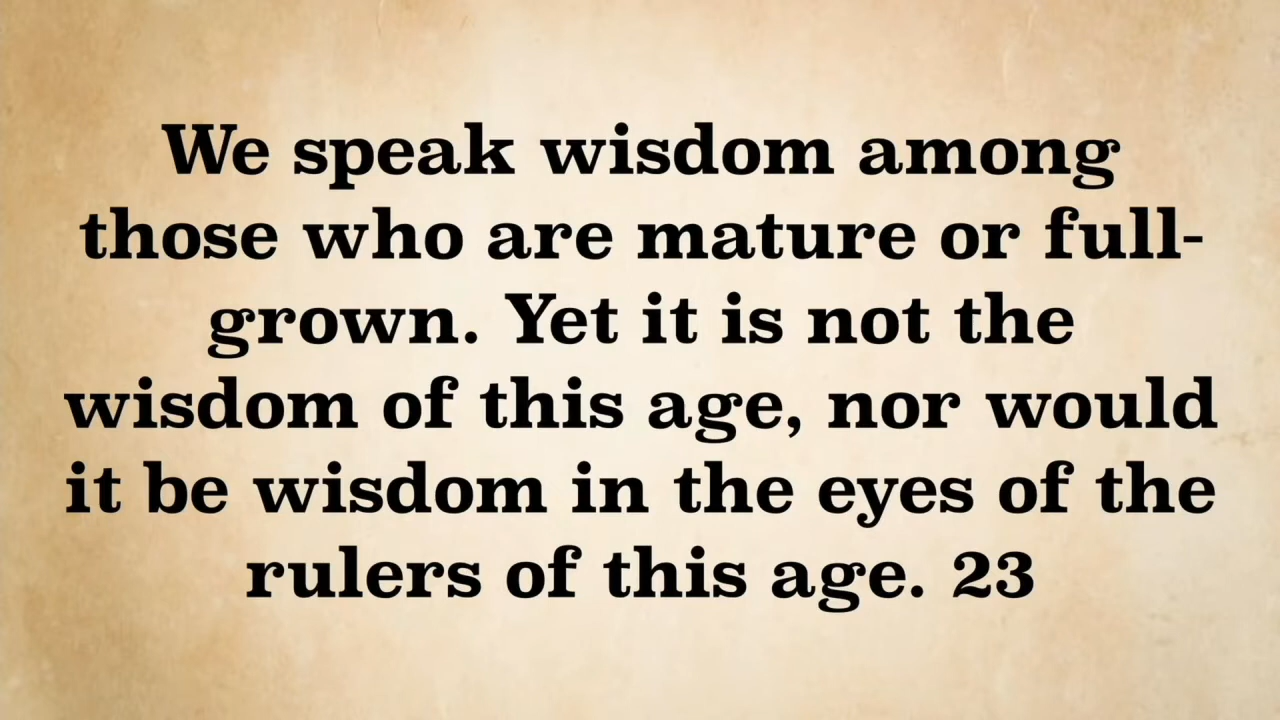 We speak wisdom among
those who are mature or full-
grown. Yet it is not the
wisdom of this age, nor would
it be wisdom in the eyes of the
rulers of this age. 23